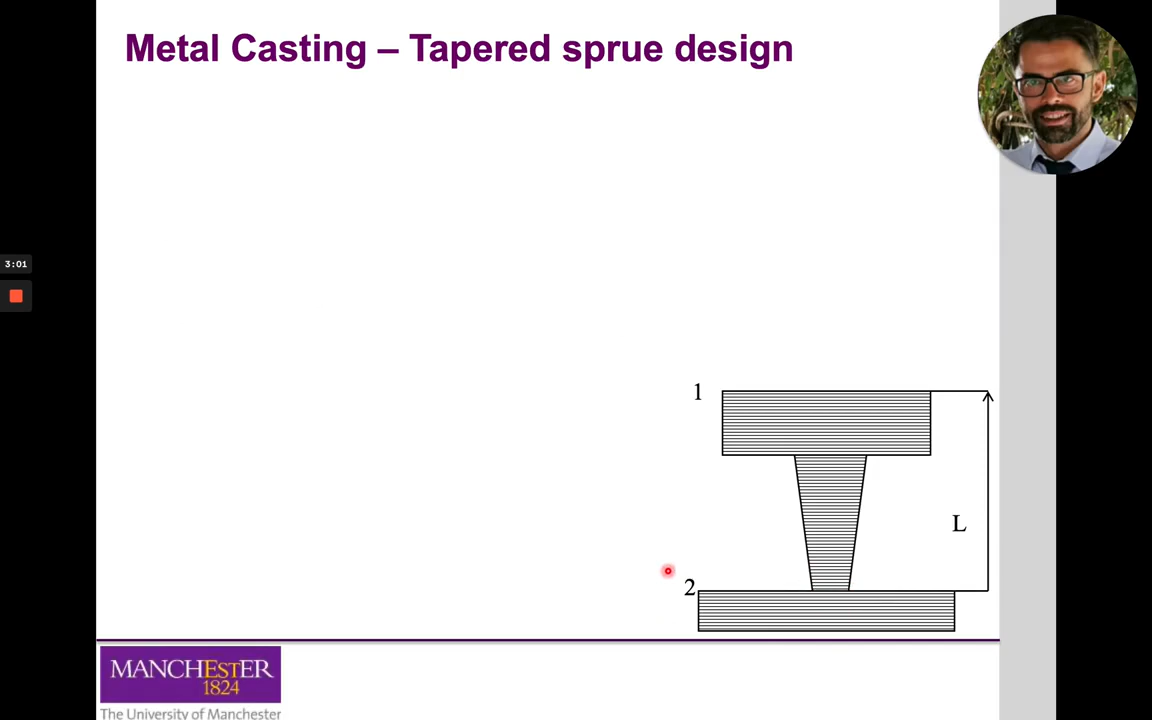 Metal Casting – Tapered sprue design
3:01
1
L
2
MANCHESTER
1824
The University of Manchester